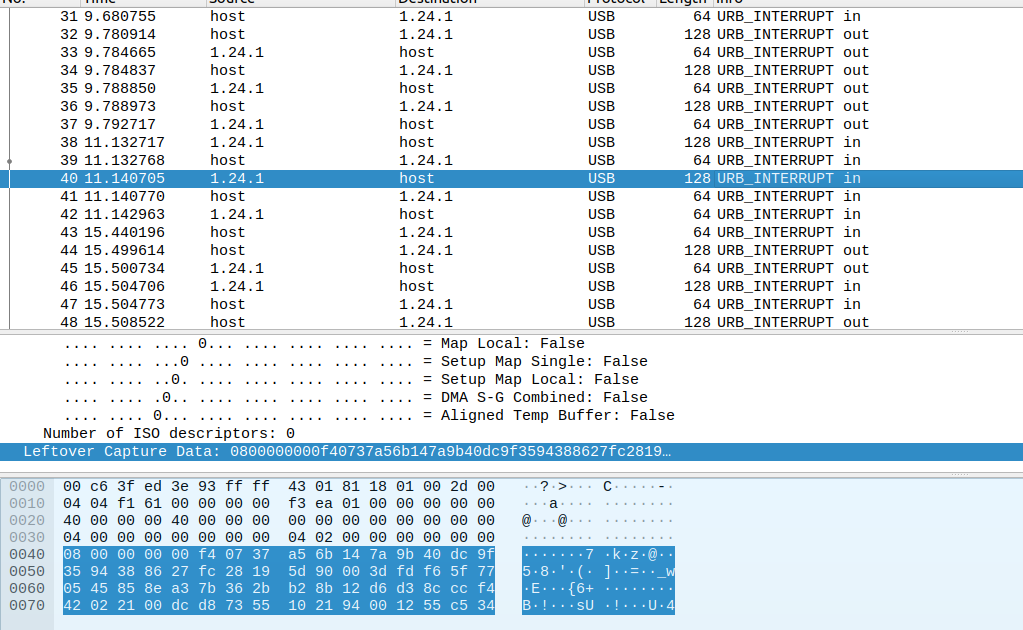 No. Time Source Destination Protocol Length Info
31 9.680755 host 1.24.1 USB 64 URB_INTERRUPT in
32 9.780914 host 1.24.1 USB 128 URB_INTERRUPT out
33 9.784665 1.24.1 host USB 64 URB_INTERRUPT out
34 9.784837 host 1.24.1 USB 128 URB_INTERRUPT out
35 9.788850 1.24.1 host USB 64 URB_INTERRUPT out
36 9.788973 host 1.24.1 USB 128 URB_INTERRUPT out
37 9.792717 1.24.1 host USB 64 URB_INTERRUPT out
38 11.132717 1.24.1 host USB 128 URB_INTERRUPT in
39 11.132768 host 1.24.1 USB 64 URB_INTERRUPT in
40 11.140705 1.24.1 host USB 128 URB_INTERRUPT in
41 11.140770 host 1.24.1 USB 64 URB_INTERRUPT in
42 11.142963 1.24.1 host USB 64 URB_INTERRUPT in
43 15.440196 host 1.24.1 USB 64 URB_INTERRUPT in
44 15.499614 host 1.24.1 USB 128 URB_INTERRUPT out
45 15.500734 1.24.1 host USB 64 URB_INTERRUPT out
46 15.504706 1.24.1 host USB 128 URB_INTERRUPT in
47 15.504773 host 1.24.1 USB 64 URB_INTERRUPT in
48 15.508522 host 1.24.1 USB 128 URB_INTERRUPT out
.... .... .... 0... .... .... .... .... = Map Local: False
.... .... ...0 .... .... .... .... .... = Setup Map Single: False
.... .... ..0. .... .... .... .... .... = Setup Map Local: False
.... .... .0.. .... .... .... .... .... = DMA S-G Combined: False
.... .... 0... .... .... .... .... .... = Aligned Temp Buffer: False
Number of ISO descriptors: 0
Leftover Capture Data: 0800000000f40737a56b147a9b40dc9f3594388627fc2819…
0000 00 c6 3f ed 3e 93 ff ff 43 01 81 18 01 00 2d 00 ··?·>··· C·····-·
0010 04 04 f1 61 00 00 00 00 f3 ea 01 00 00 00 00 00 ···a···· ········
0020 40 00 00 00 40 00 00 00 00 00 00 00 00 00 00 00 @···@··· ········
0030 04 00 00 00 00 00 00 00 04 02 00 00 00 00 00 00 ········ ········
0040 08 00 00 00 00 f4 07 37 a5 6b 14 7a 9b 40 dc 9f ·······7 ·k·z·@··
0050 35 94 38 86 27 fc 28 19 5d 90 00 3d fd f6 5f 77 5·8·'·(· ]··=··_w
0060 05 45 85 8e a3 7b 36 2b b2 8b 12 d6 d3 8c cc f4 ·E···{6+ ········
0070 42 02 21 00 dc d8 73 55 10 21 94 00 12 55 c5 34 B·!···sU ·!···U·4